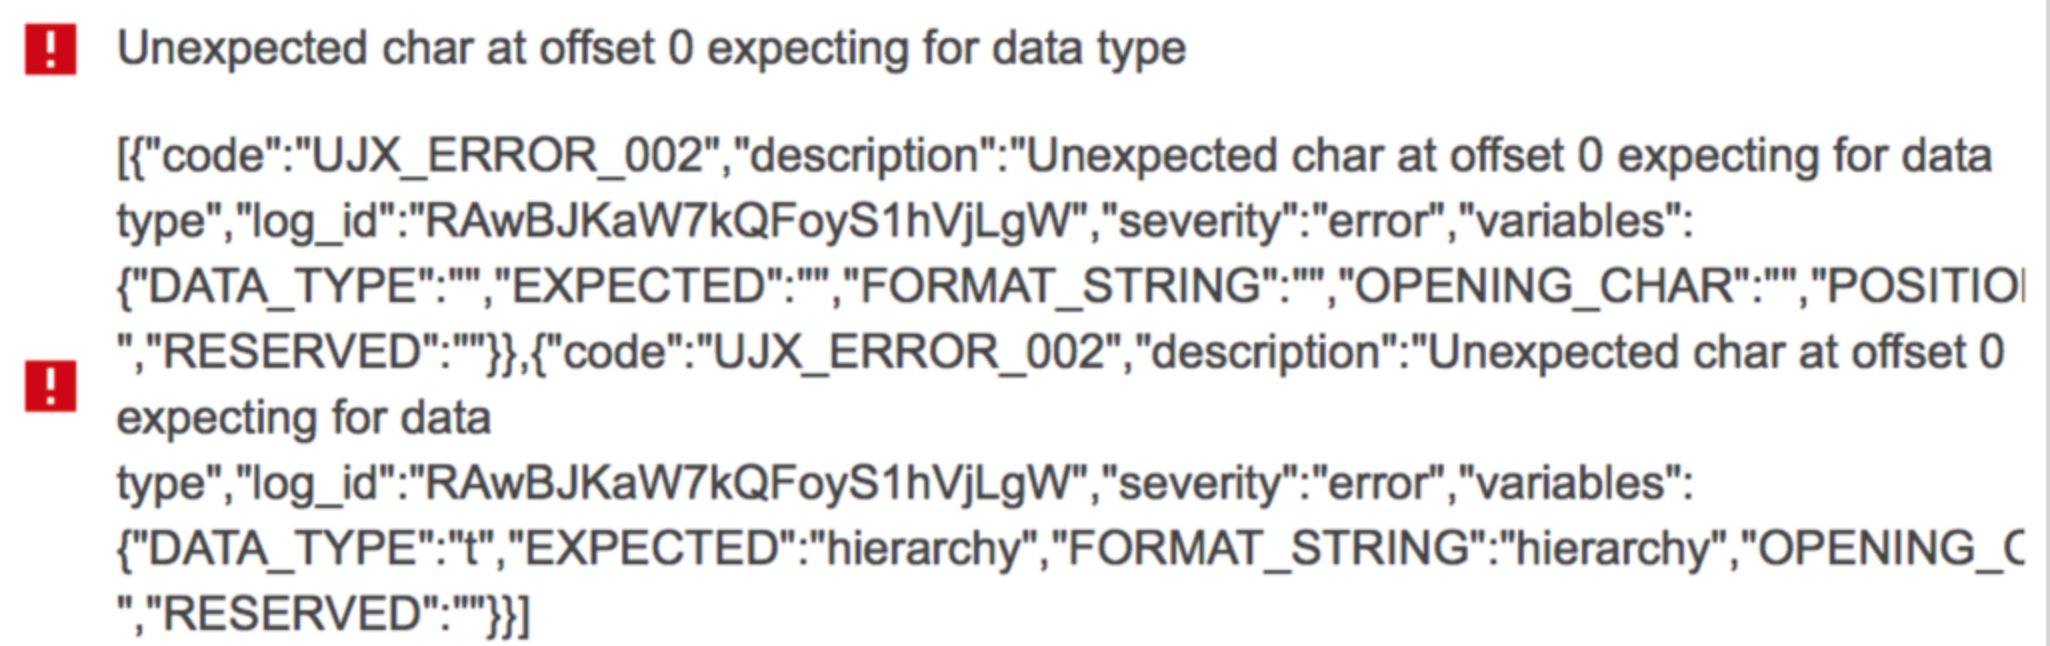 Unexpected char at offset 0 expecting for data type
[{"code":"UJX_ERROR_002","description":"Unexpected char at offset 0 expecting for data
type","log_id":"RAwBJKaW7kQFoyS1hVjLgW","severity":"error","variables":
{"DATA_TYPE":"","EXPECTED":"","FORMAT_STRING":"","OPENING_CHAR":"","POSITIO
","RESERVED":""}},{"code":"UJX_ERROR_002","description":"Unexpected char at offset 0
expecting for data
type","log_id":"RAwBJKaW7kQFoyS1hVjLgW","severity":"error","variables":
{"DATA_TYPE":"t","EXPECTED":"hierarchy","FORMAT_STRING":"hierarchy","OPENING_C
","RESERVED":""}}]